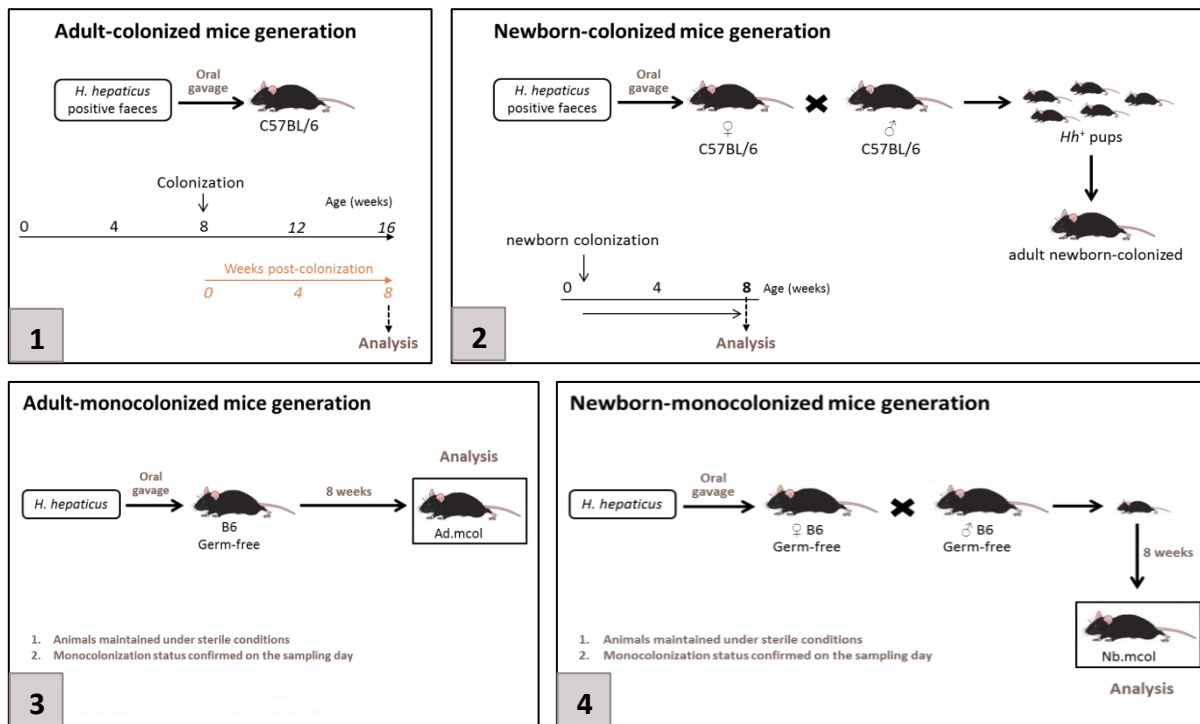 Adult-colonized mice generation
H. hepaticus
positive faeces
Oral
gavage
C57BL/6
Colonization
0 4 8 12 16
Age (weeks)
Weeks post-colonization
0 4 8
Analysis
1
Newborn-colonized mice generation
H. hepaticus
positive faeces
Oral
gavage
♀
C57BL/6
♂
C57BL/6
Hh⁺ pups
adult newborn-colonized
newborn colonization
0 4 8 Age (weeks)
Analysis
2
Adult-monocolonized mice generation
H. hepaticus
Oral
gavage
B6
Germ-free
8 weeks
Analysis
Ad.mcol
1. Animals maintained under sterile conditions
2. Monocolonization status confirmed on the sampling day
3
Newborn-monocolonized mice generation
H. hepaticus
Oral
gavage
♀ B6
Germ-free
♂ B6
Germ-free
8 weeks
Nb.mcol
Analysis
1. Animals maintained under sterile conditions
2. Monocolonization status confirmed on the sampling day
4